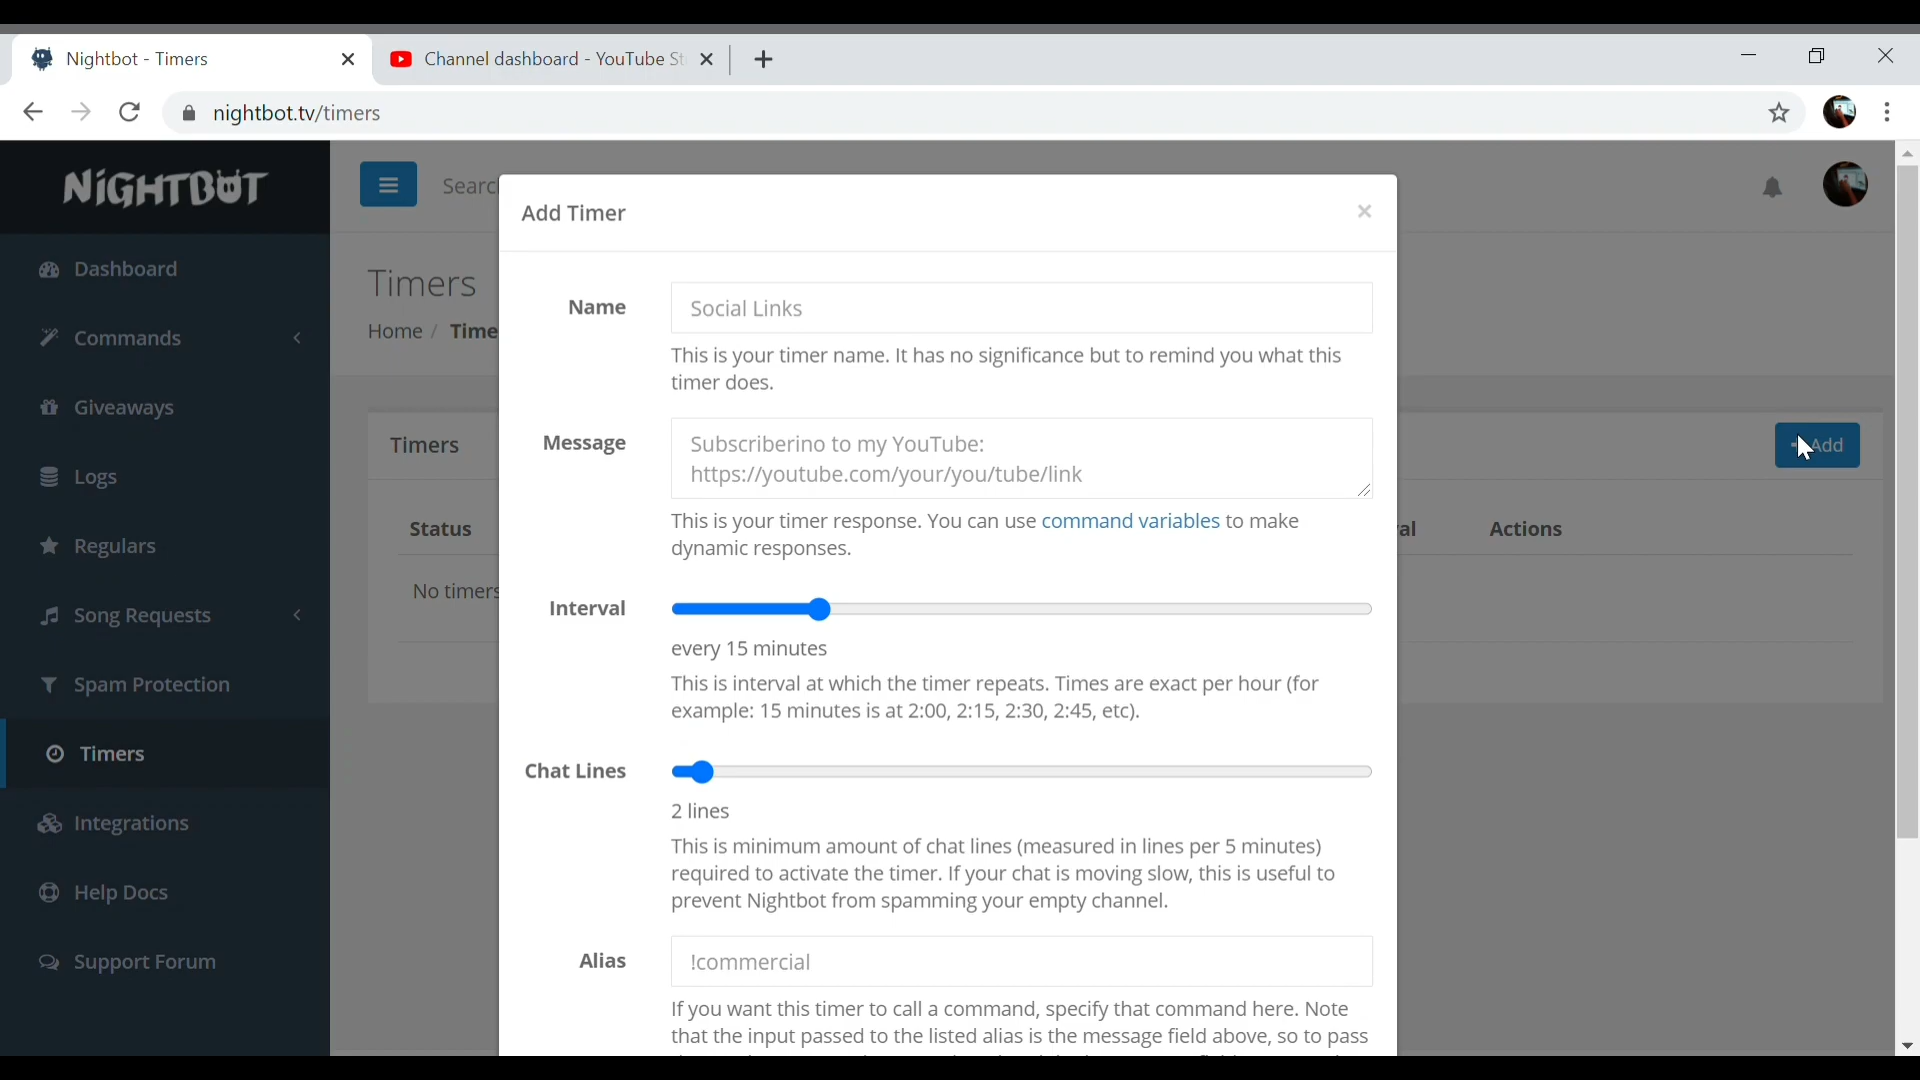 Nightbot - Timers
Channel dashboard - YouTube St
nightbot.tv/timers
NiGHTBOT
Searc
Dashboard
Commands
Giveaways
Logs
Regulars
Song Requests
Spam Protection
Timers
Integrations
Help Docs
Support Forum
Timers
Home / Time
Timers
Add
Status
al
Actions
No timers
Add Timer
Name
Social Links
This is your timer name. It has no significance but to remind you what this
timer does.
Message
Subscriberino to my YouTube:
https://youtube.com/your/you/tube/link
This is your timer response. You can use command variables to make
dynamic responses.
Interval
every 15 minutes
This is interval at which the timer repeats. Times are exact per hour (for
example: 15 minutes is at 2:00, 2:15, 2:30, 2:45, etc).
Chat Lines
2 lines
This is minimum amount of chat lines (measured in lines per 5 minutes)
required to activate the timer. If your chat is moving slow, this is useful to
prevent Nightbot from spamming your empty channel.
Alias
!commercial
If you want this timer to call a command, specify that command here. Note
that the input passed to the listed alias is the message field above, so to pass